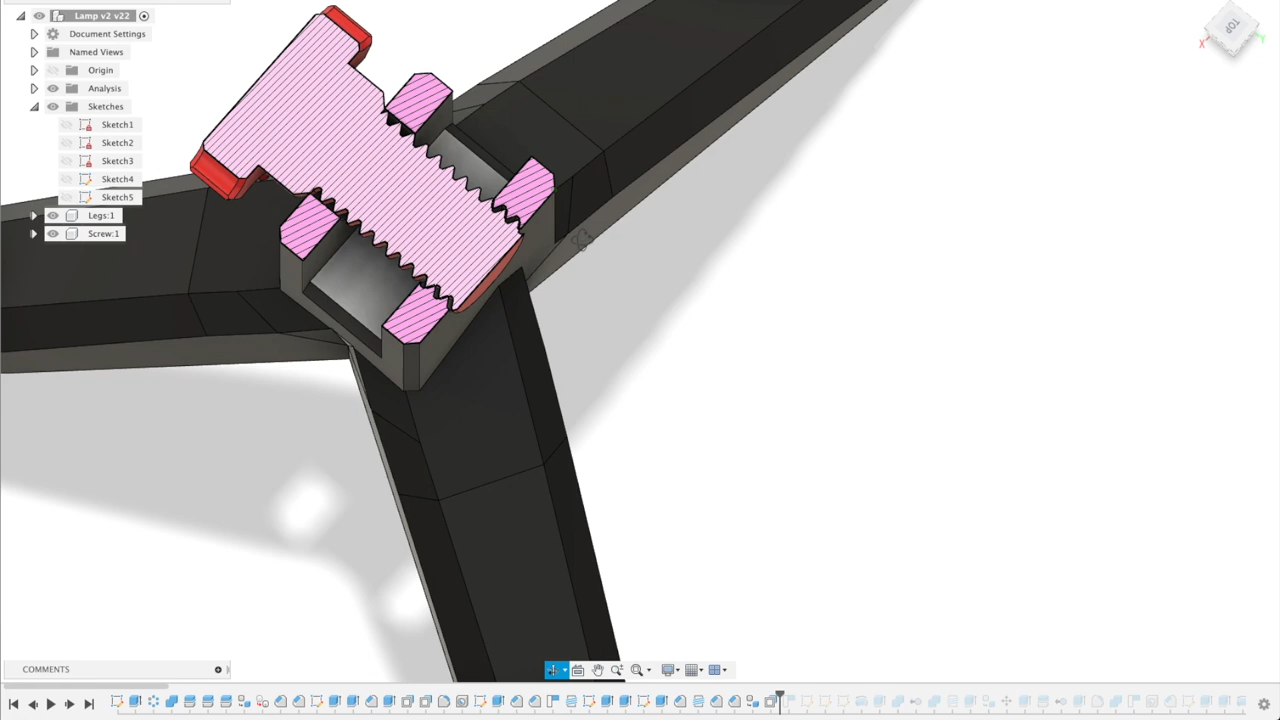 Lamp v2 v22
Document Settings
Named Views
Origin
Analysis
Sketches
Sketch1
Sketch2
Sketch3
Sketch4
Sketch5
Legs:1
Screw:1
TOP
X
Y
COMMENTS